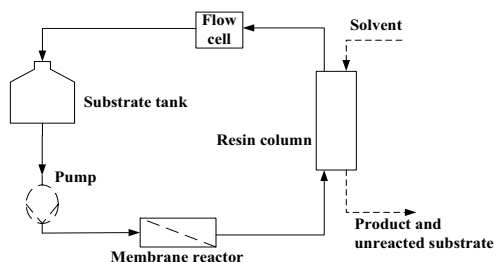 Flow
cell
Solvent
Substrate tank
Resin column
Pump
Product and
unreacted substrate
Membrane reactor